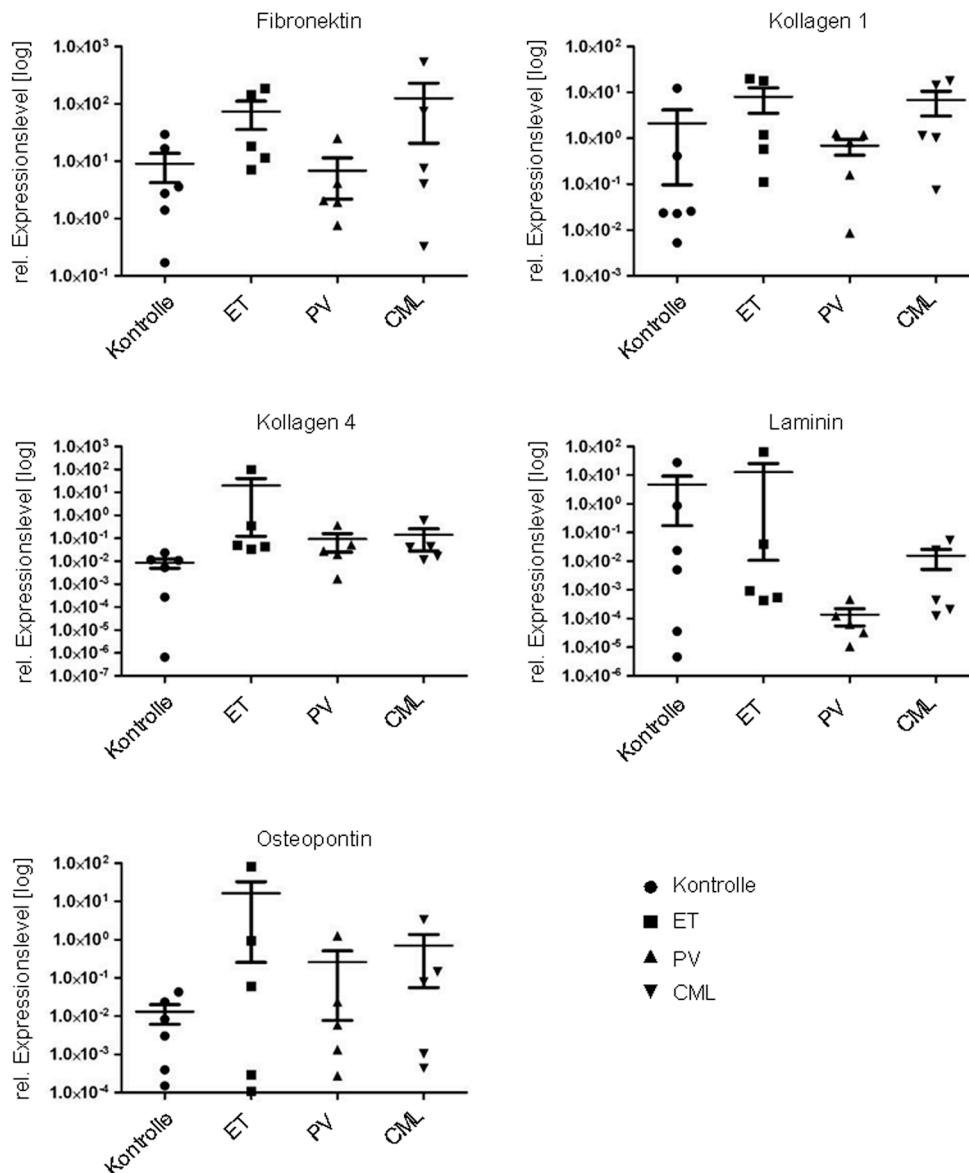 Fibronektin
rel. Expressionslevel [log]
1.0×10³
1.0×10²
1.0×10¹
1.0×10⁰
1.0×10⁻¹
Kontrolle
ET
PV
CML
Kollagen 1
rel. Expressionslevel [log]
1.0×10²
1.0×10¹
1.0×10⁰
1.0×10⁻¹
1.0×10⁻²
1.0×10⁻³
Kontrolle
ET
PV
CML
Kollagen 4
rel. Expressionslevel [log]
1.0×10³
1.0×10²
1.0×10¹
1.0×10⁰
1.0×10⁻¹
1.0×10⁻²
1.0×10⁻³
1.0×10⁻⁴
1.0×10⁻⁵
1.0×10⁻⁶
1.0×10⁻⁷
Kontrolle
ET
PV
CML
Laminin
rel. Expressionslevel [log]
1.0×10²
1.0×10¹
1.0×10⁰
1.0×10⁻¹
1.0×10⁻²
1.0×10⁻³
1.0×10⁻⁴
1.0×10⁻⁵
1.0×10⁻⁶
Kontrolle
ET
PV
CML
Osteopontin
rel. Expressionslevel [log]
1.0×10²
1.0×10¹
1.0×10⁰
1.0×10⁻¹
1.0×10⁻²
1.0×10⁻³
1.0×10⁻⁴
Kontrolle
ET
PV
CML
Kontrolle
ET
PV
CML